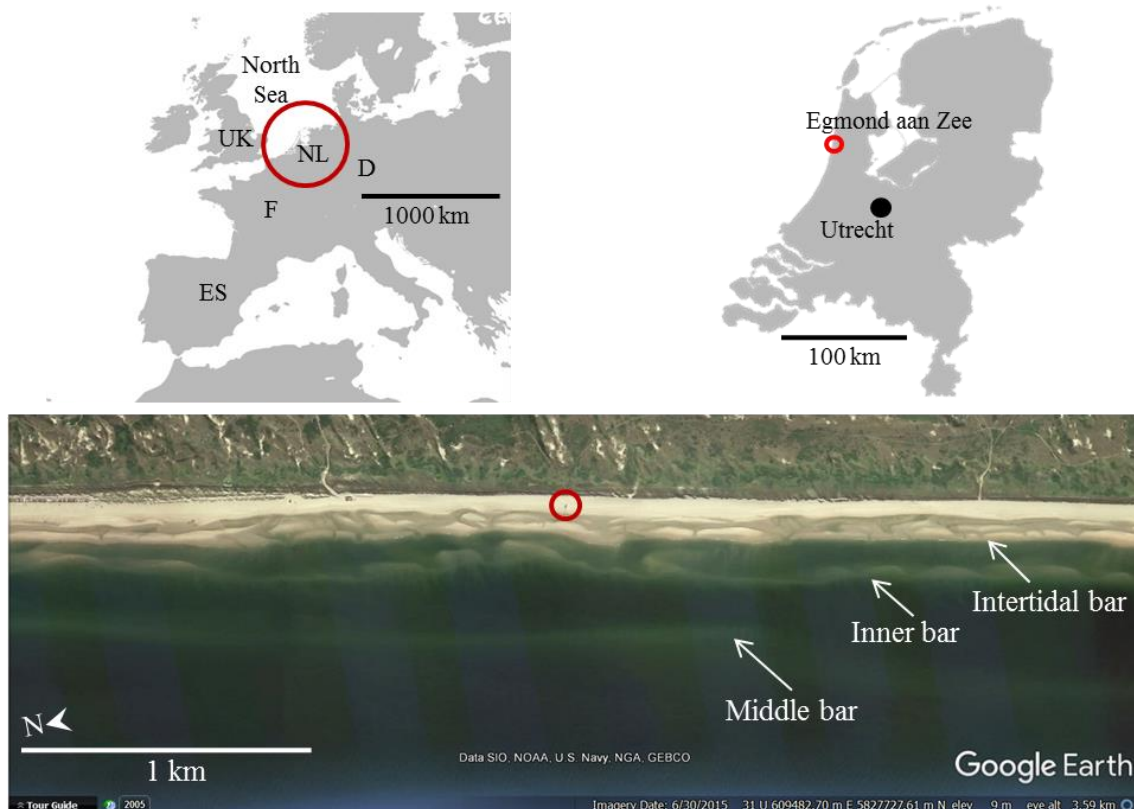 North
Sea
UK
NL
D
F
1000 km
ES
Egmond aan Zee
Utrecht
100 km
Intertidal bar
Inner bar
Middle bar
N
1 km
Data SIO, NOAA, U.S. Navy, NGA, GEBCO
Google Earth
Tour Guide
2005
Imagery Date: 6/30/2015 31 U 609482.70 m E 5827727.61 m N elev 9 m eye alt 3.59 km